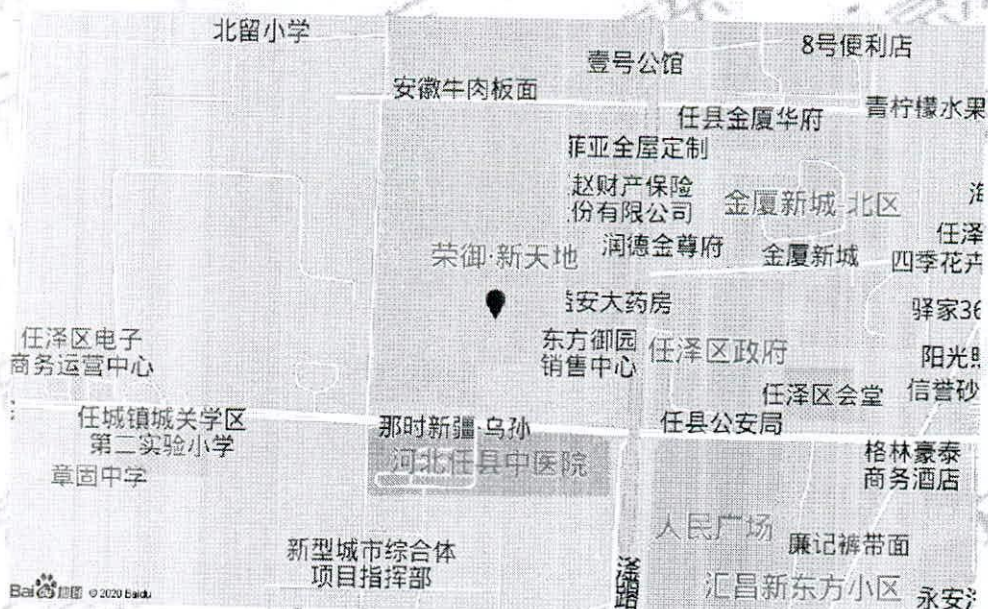 北留小学
8号便利店
壹号公馆
安徽牛肉板面
青柠檬水果
任县金厦华府
菲亚全屋定制
赵财产保险
份有限公司
金厦新城-北区
海
任泽
四季花卉
润德金尊府
金厦新城
荣御·新天地
益安大药房
驿家36
任泽区电子
商务运营中心
东方御园
销售中心
任泽区政府
阳光
任泽区会堂
信誉砂
任城镇城关学区
第二实验小学
那时新疆·乌孙
任县公安局
章固中学
河北任县中医院
格林豪泰
商务酒店
人民广场
廉记裤带面
新型城市综合体
项目指挥部
路
汇昌新东方小区
永安
Bai 地图 © 2020 Baidu